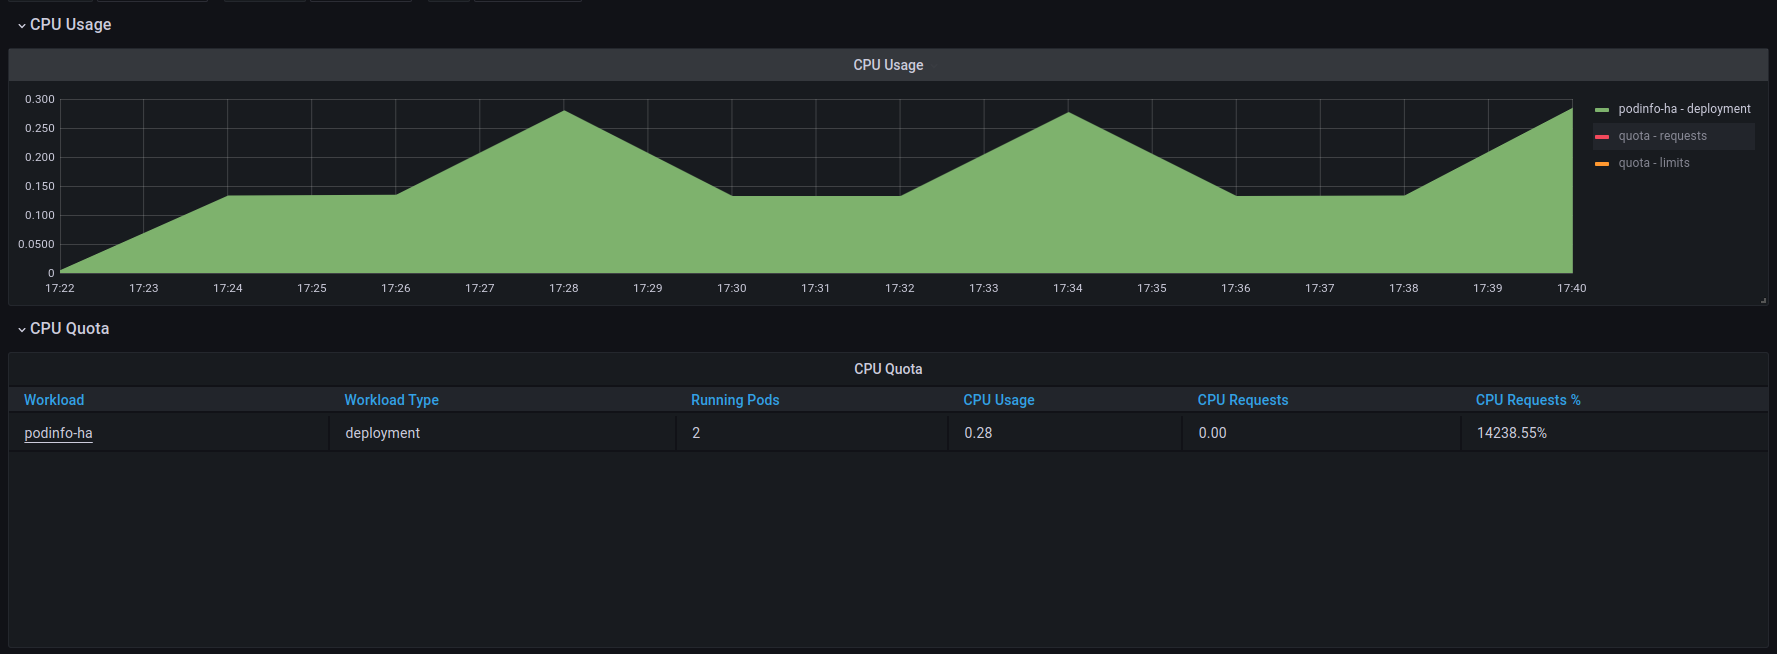 CPU Usage
CPU Usage
0.300
0.250
0.200
0.150
0.100
0.0500
0
17:22 17:23 17:24 17:25 17:26 17:27 17:28 17:29 17:30 17:31 17:32 17:33 17:34 17:35 17:36 17:37 17:38 17:39 17:40
podinfo-ha - deployment
quota - requests
quota - limits
CPU Quota
CPU Quota
Workload Workload Type Running Pods CPU Usage CPU Requests CPU Requests %
podinfo-ha deployment 2 0.28 0.00 14238.55%